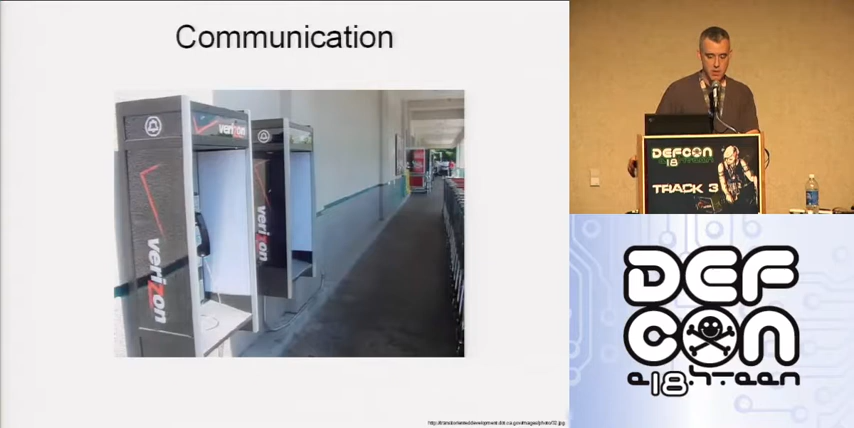 Communication
verizon
verizon
verizon
DEFCON
18
TRACK 3
DEF
CON
e18hteen